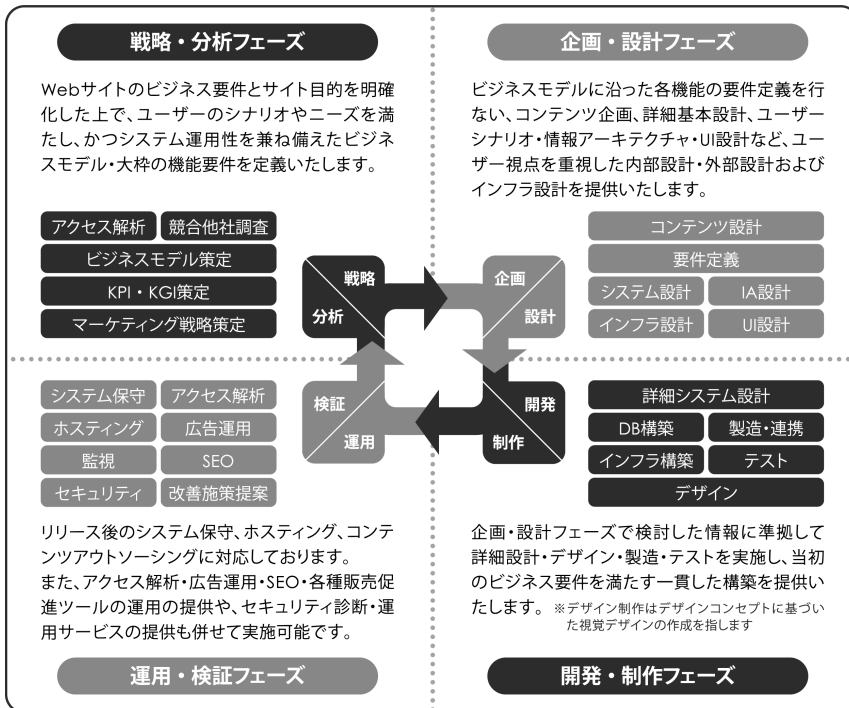 戦略・分析フェーズ
Webサイトのビジネス要件とサイト目的を明確
化した上で、ユーザーのシナリオやニーズを満
たし、かつシステム運用性を兼ね備えたビジネ
スモデル・大枠の機能要件を定義いたします。
アクセス解析 競合他社調査
ビジネスモデル策定
KPI・KGI策定
マーケティング戦略策定
戦略
分析
企画・設計フェーズ
ビジネスモデルに沿った各機能の要件定義を行
ない、コンテンツ企画、詳細基本設計、ユーザー
シナリオ・情報アーキテクチャ・UI設計など、ユー
ザー視点を重視した内部設計・外部設計および
インフラ設計を提供いたします。
コンテンツ設計
要件定義
システム設計 IA設計
インフラ設計 UI設計
企画
設計
システム保守 アクセス解析
ホスティング 広告運用
監視 SEO
セキュリティ 改善施策提案
検証
運用
リリース後のシステム保守、ホスティング、コンテ
ンツアウトソーシングに対応しております。
また、アクセス解析・広告運用・SEO・各種販売促
進ツールの運用の提供や、セキュリティ診断・運
用サービスの提供も併せて実施可能です。
運用・検証フェーズ
開発
制作
詳細システム設計
DB構築 製造・連携
インフラ構築 テスト
デザイン
企画・設計フェーズで検討した情報に準拠して
詳細設計・デザイン・製造・テストを実施し、当初
のビジネス要件を満たす一貫した構築を提供い
たします。 ※デザイン制作はデザインコンセプトに基づい
た視覚デザインの作成を指します
開発・制作フェーズ